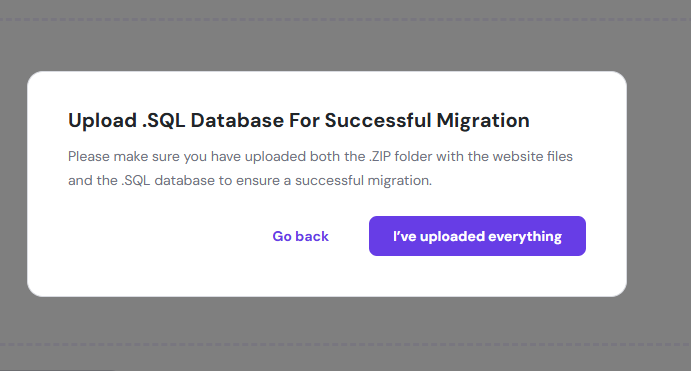 Upload .SQL Database For Successful Migration
Please make sure you have uploaded both the .ZIP folder with the website files
and the .SQL database to ensure a successful migration.
Go back
I’ve uploaded everything